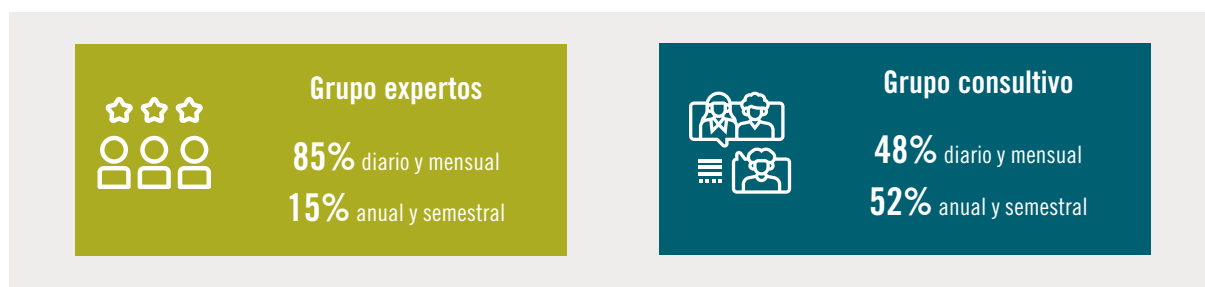 Grupo expertos
85% diario y mensual
15% anual y semestral
Grupo consultivo
48% diario y mensual
52% anual y semestral